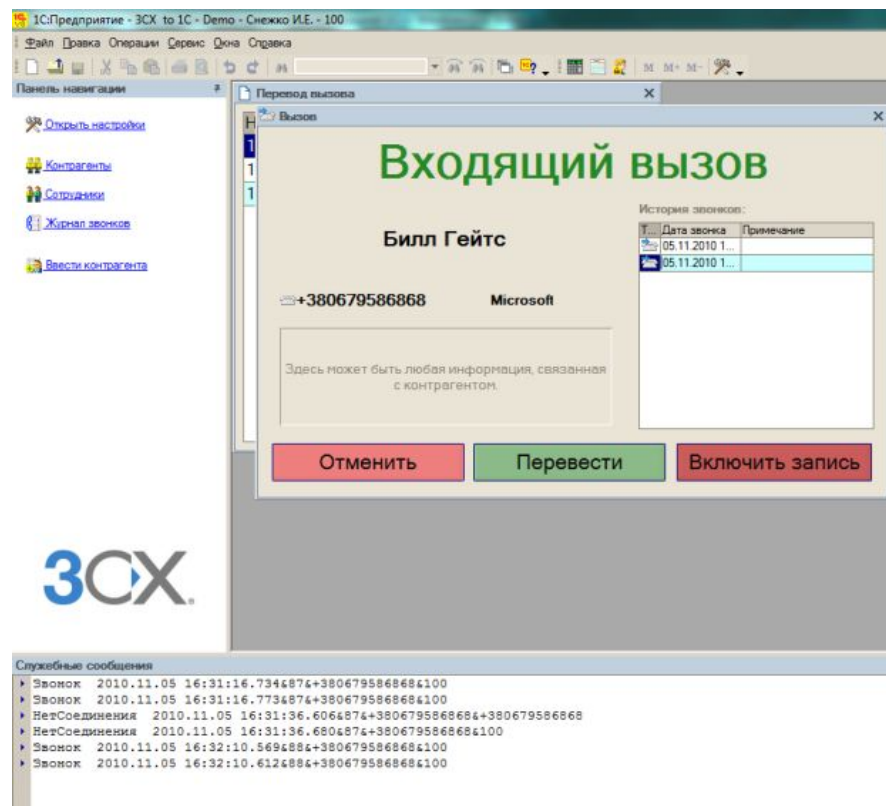 1С:Предприятие - 3CX to 1C - Demo - Снежко И.Е. - 100
Файл Правка Операции Сервис Окна Справка
M M+ M-
Панель навигации
Открыть настройки
Контрагенты
Сотрудники
Журнал звонков
Ввести контрагента
3CX.
Перевод вызова
Н
1
1
1
Вызов
Входящий вызов
Билл Гейтс
+380679586868 Microsoft
Здесь может быть любая информация, связанная
с контрагентом.
История звонков:
Т... Дата звонка Примечание
05.11.2010 1...
05.11.2010 1...
Отменить Перевести Включить запись
Служебные сообщения
Звонок 2010.11.05 16:31:16.734&87&+380679586868&100
Звонок 2010.11.05 16:31:16.773&87&+380679586868&100
НетСоединения 2010.11.05 16:31:36.606&87&+380679586868&+380679586868
НетСоединения 2010.11.05 16:31:36.680&87&+380679586868&100
Звонок 2010.11.05 16:32:10.569&88&+380679586868&100
Звонок 2010.11.05 16:32:10.612&88&+380679586868&100